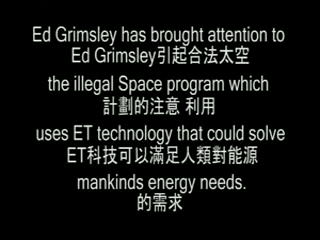 Ed Grimsley has brought attention to
Ed Grimsley引起合法太空
the illegal Space program which
計劃的注意 利用
uses ET technology that could solve
ET科技可以滿足人類對能源
mankinds energy needs.
的需求